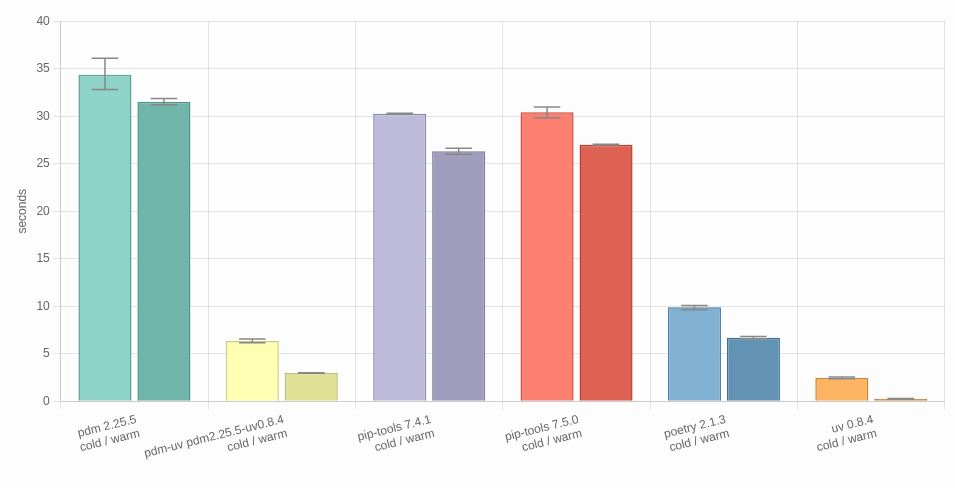 40
35
30
25
20
15
10
5
0
seconds
pdm 2.25.5
cold / warm
pdm-uv pdm2.25.5-uv0.8.4
cold / warm
pip-tools 7.4.1
cold / warm
pip-tools 7.5.0
cold / warm
poetry 2.1.3
cold / warm
uv 0.8.4
cold / warm